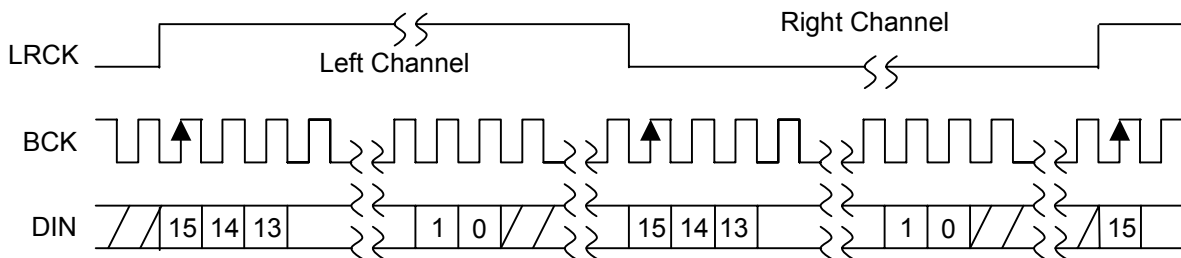 Right Channel
LRCK
Left Channel
BCK
DIN 15 14 13 1 0 15 14 13 1 0 15